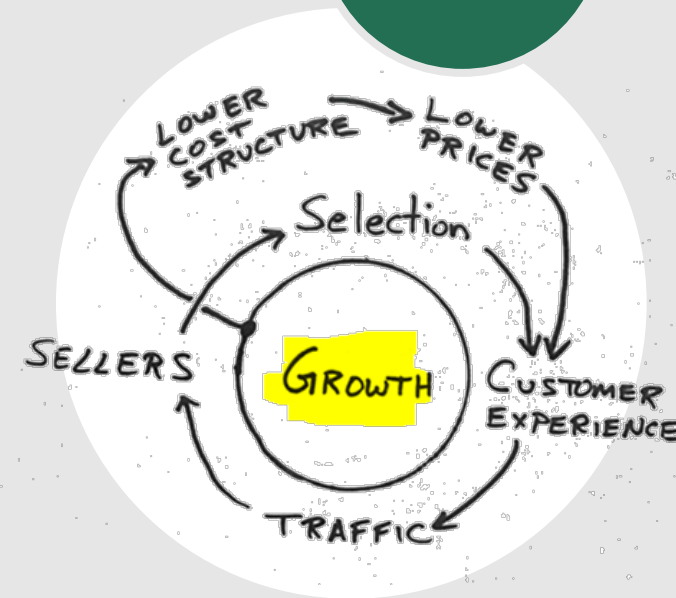 LOWER
COST
STRUCTURE
LOWER
PRICES
Selection
SELLERS
GROWTH
CUSTOMER
EXPERIENCE
TRAFFIC